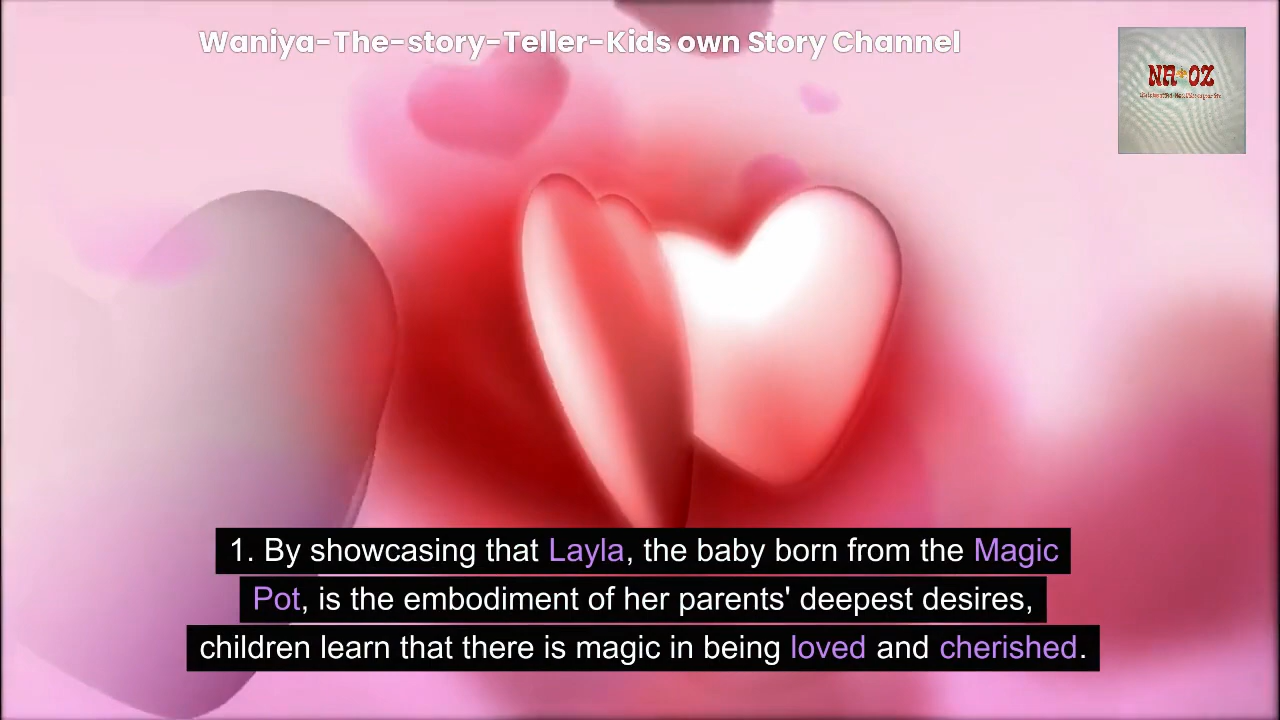 Waniya-The-story-Teller-Kids own Story Channel
NA+OZ
1. By showcasing that Layla, the baby born from the Magic
Pot, is the embodiment of her parents' deepest desires,
children learn that there is magic in being loved and cherished.